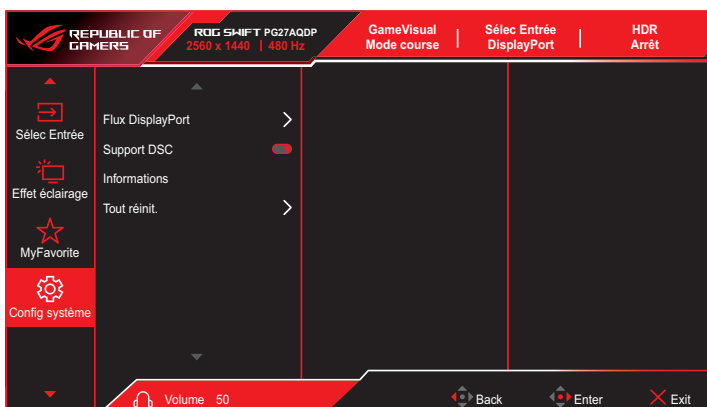 REPUBLIC OF
GAMERS
ROG SWIFT PG27AQDP
2560 x 1440 | 480 Hz
GameVisual
Mode course
Sélec Entrée
DisplayPort
HDR
Arrêt
Sélec Entrée
Effet éclairage
MyFavorite
Config système
Flux DisplayPort
Support DSC
Informations
Tout réinit.
Volume 50
Back
Enter
Exit